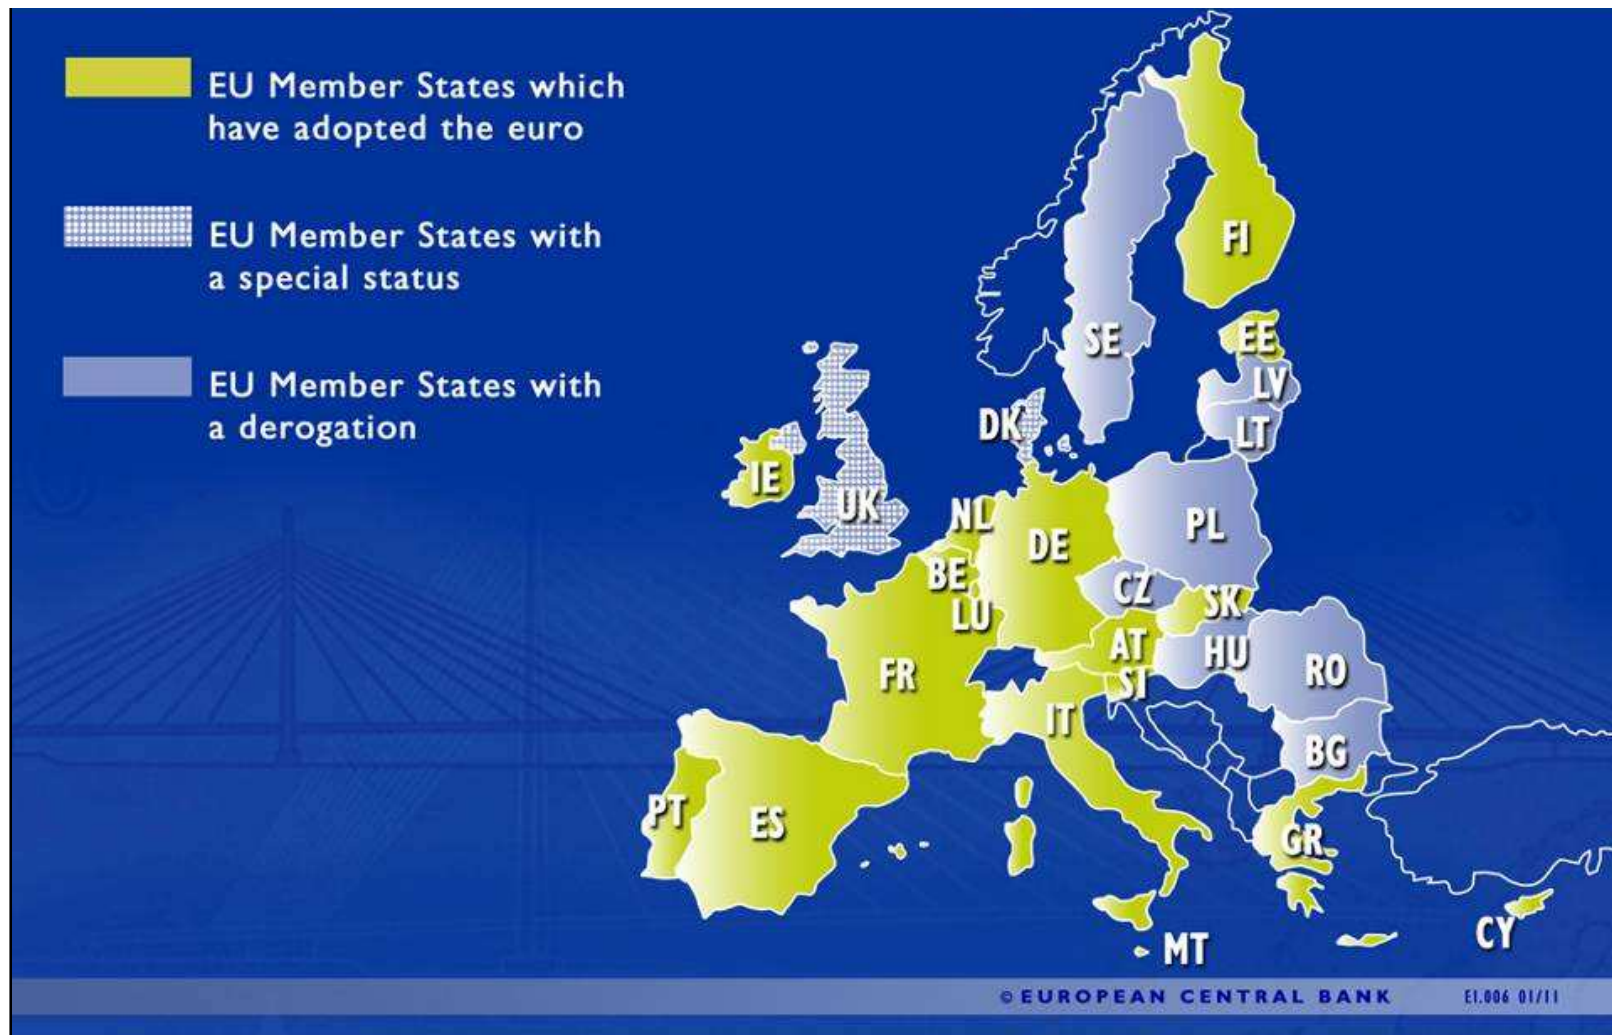 EU Member States which
have adopted the euro
EU Member States with
a special status
EU Member States with
a derogation
FI
SE
EE
LV
LT
DK
IE
UK
NL
DE
PL
BE
CZ
SK
LU
AT
HU
FR
SI
RO
IT
BG
PT
ES
GR
CY
MT
© EUROPEAN CENTRAL BANK
E1.006 01/11